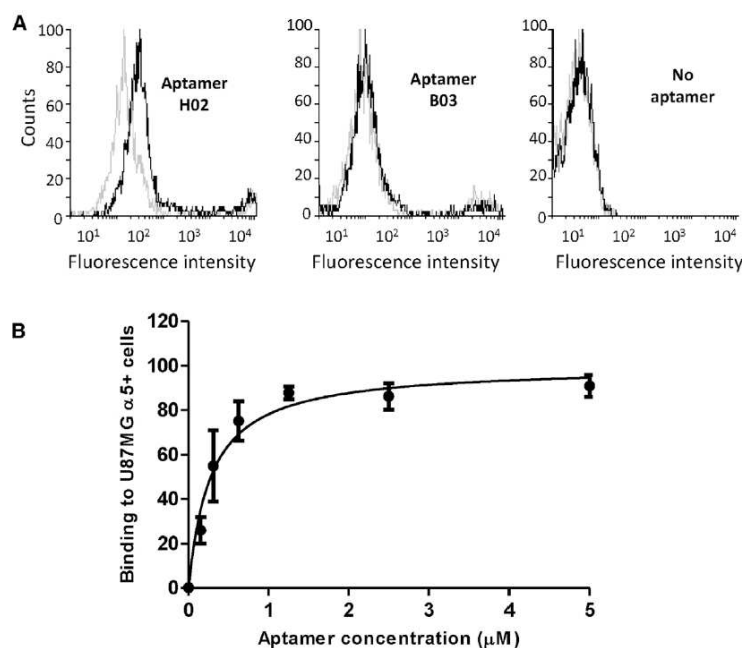 A
Counts
100
80
60
40
20
0
10¹ 10² 10³ 10⁴
Fluorescence intensity
Aptamer
H02
100
80
60
40
20
0
10¹ 10² 10³ 10⁴
Fluorescence intensity
Aptamer
B03
100
80
60
40
20
0
10¹ 10² 10³ 10⁴
Fluorescence intensity
No
aptamer
B
Binding to U87MG α5+ cells
120
100
80
60
40
20
0
0 1 2 3 4 5
Aptamer concentration (μM)